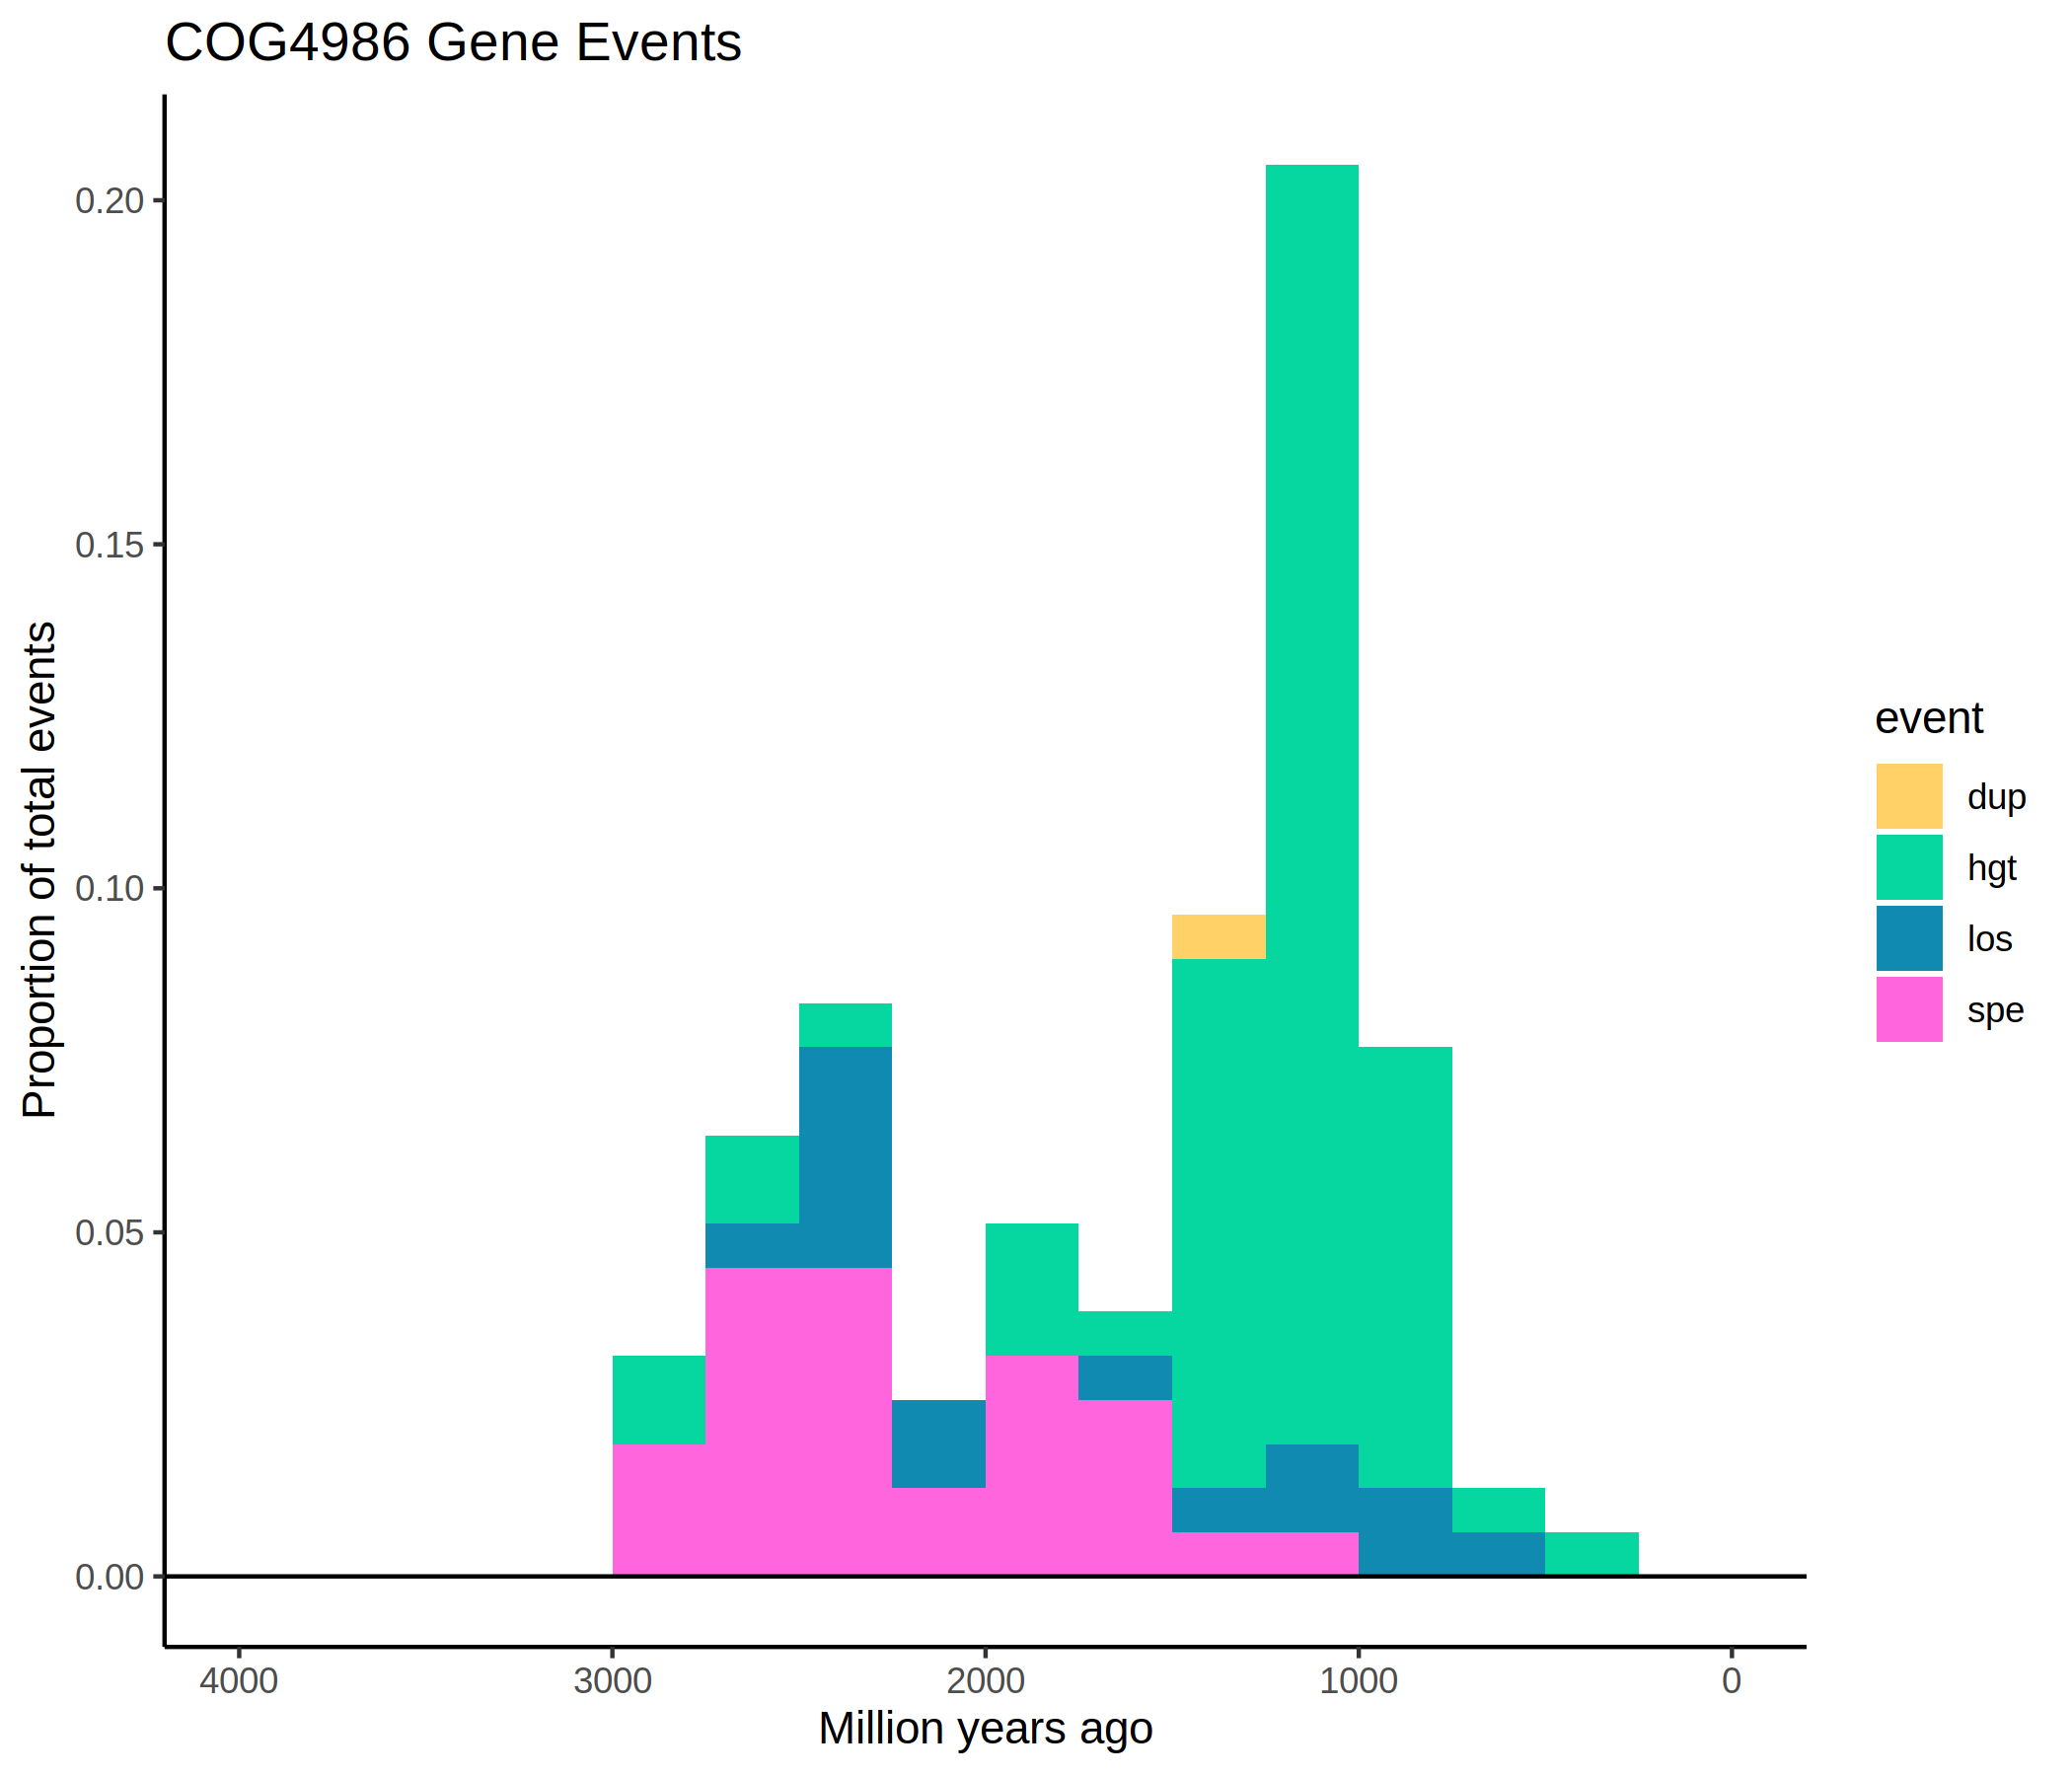 COG4986 Gene Events
Proportion of total events
0.20
0.15
0.10
0.05
0.00
4000 3000 2000 1000 0
Million years ago
event
dup
hgt
los
spe